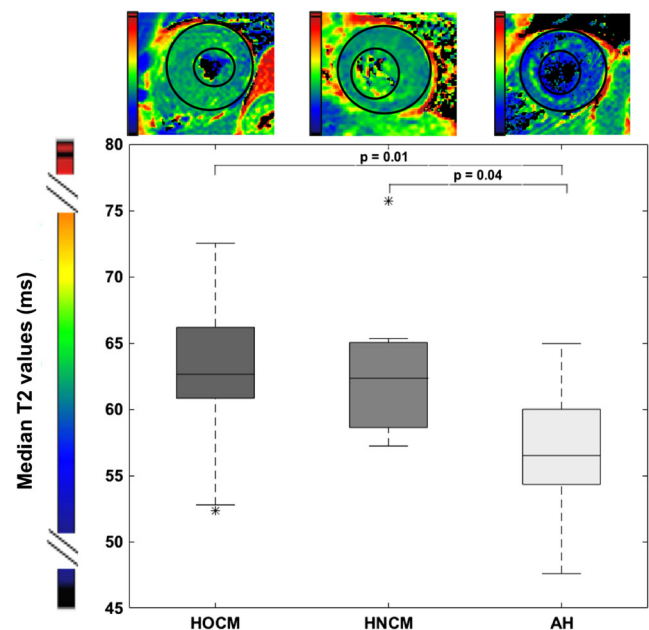 80
p = 0.01
p = 0.04
75
70
65
60
55
50
45
Median T2 values (ms)
HOCM
HNCM
AH